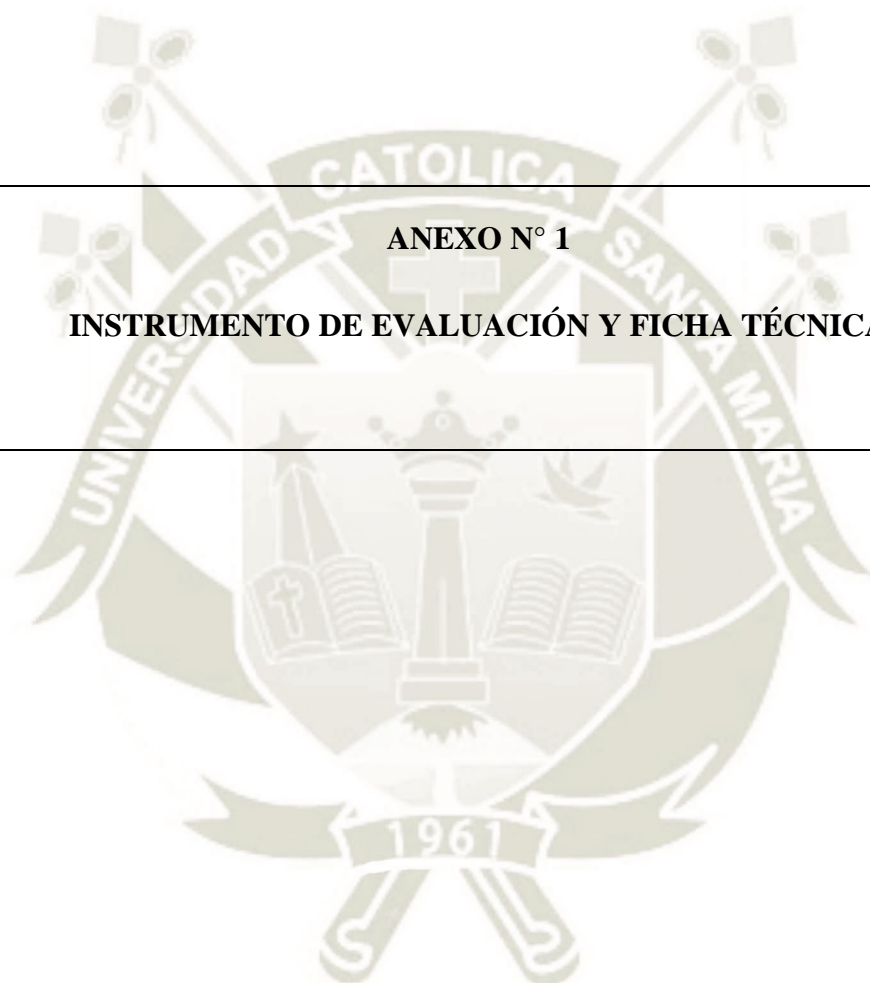 CATOLICA
UNIVERSIDAD
SANTA MARIA
ANEXO N° 1
INSTRUMENTO DE EVALUACIÓN Y FICHA TÉCNICA
1961